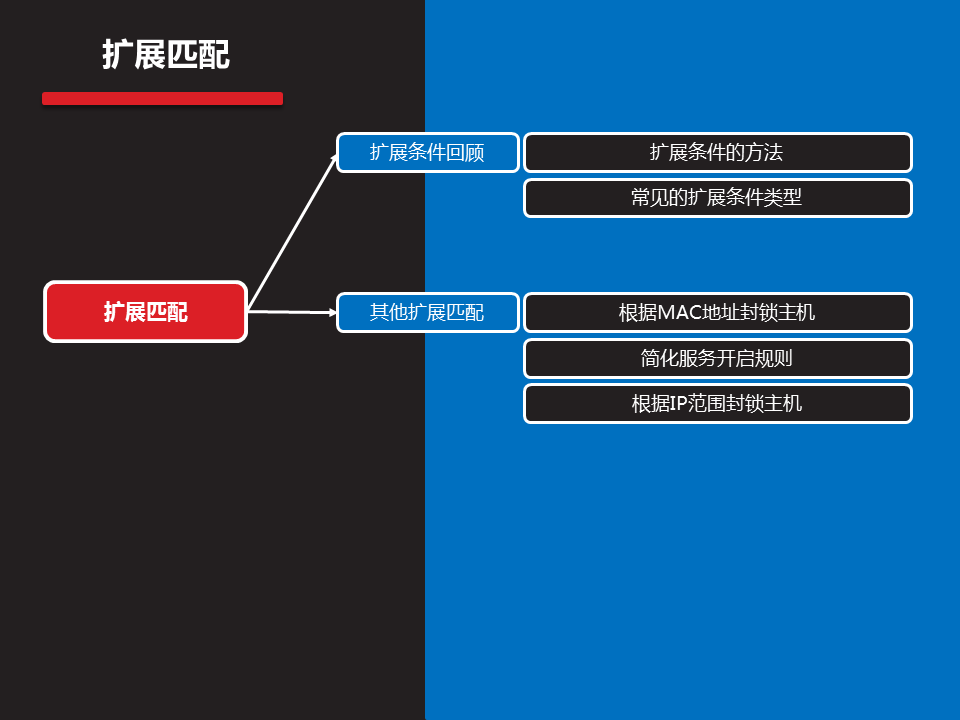 扩展匹配
扩展条件回顾
扩展条件的方法
常见的扩展条件类型
扩展匹配
其他扩展匹配
根据MAC地址封锁主机
简化服务开启规则
根据IP范围封锁主机